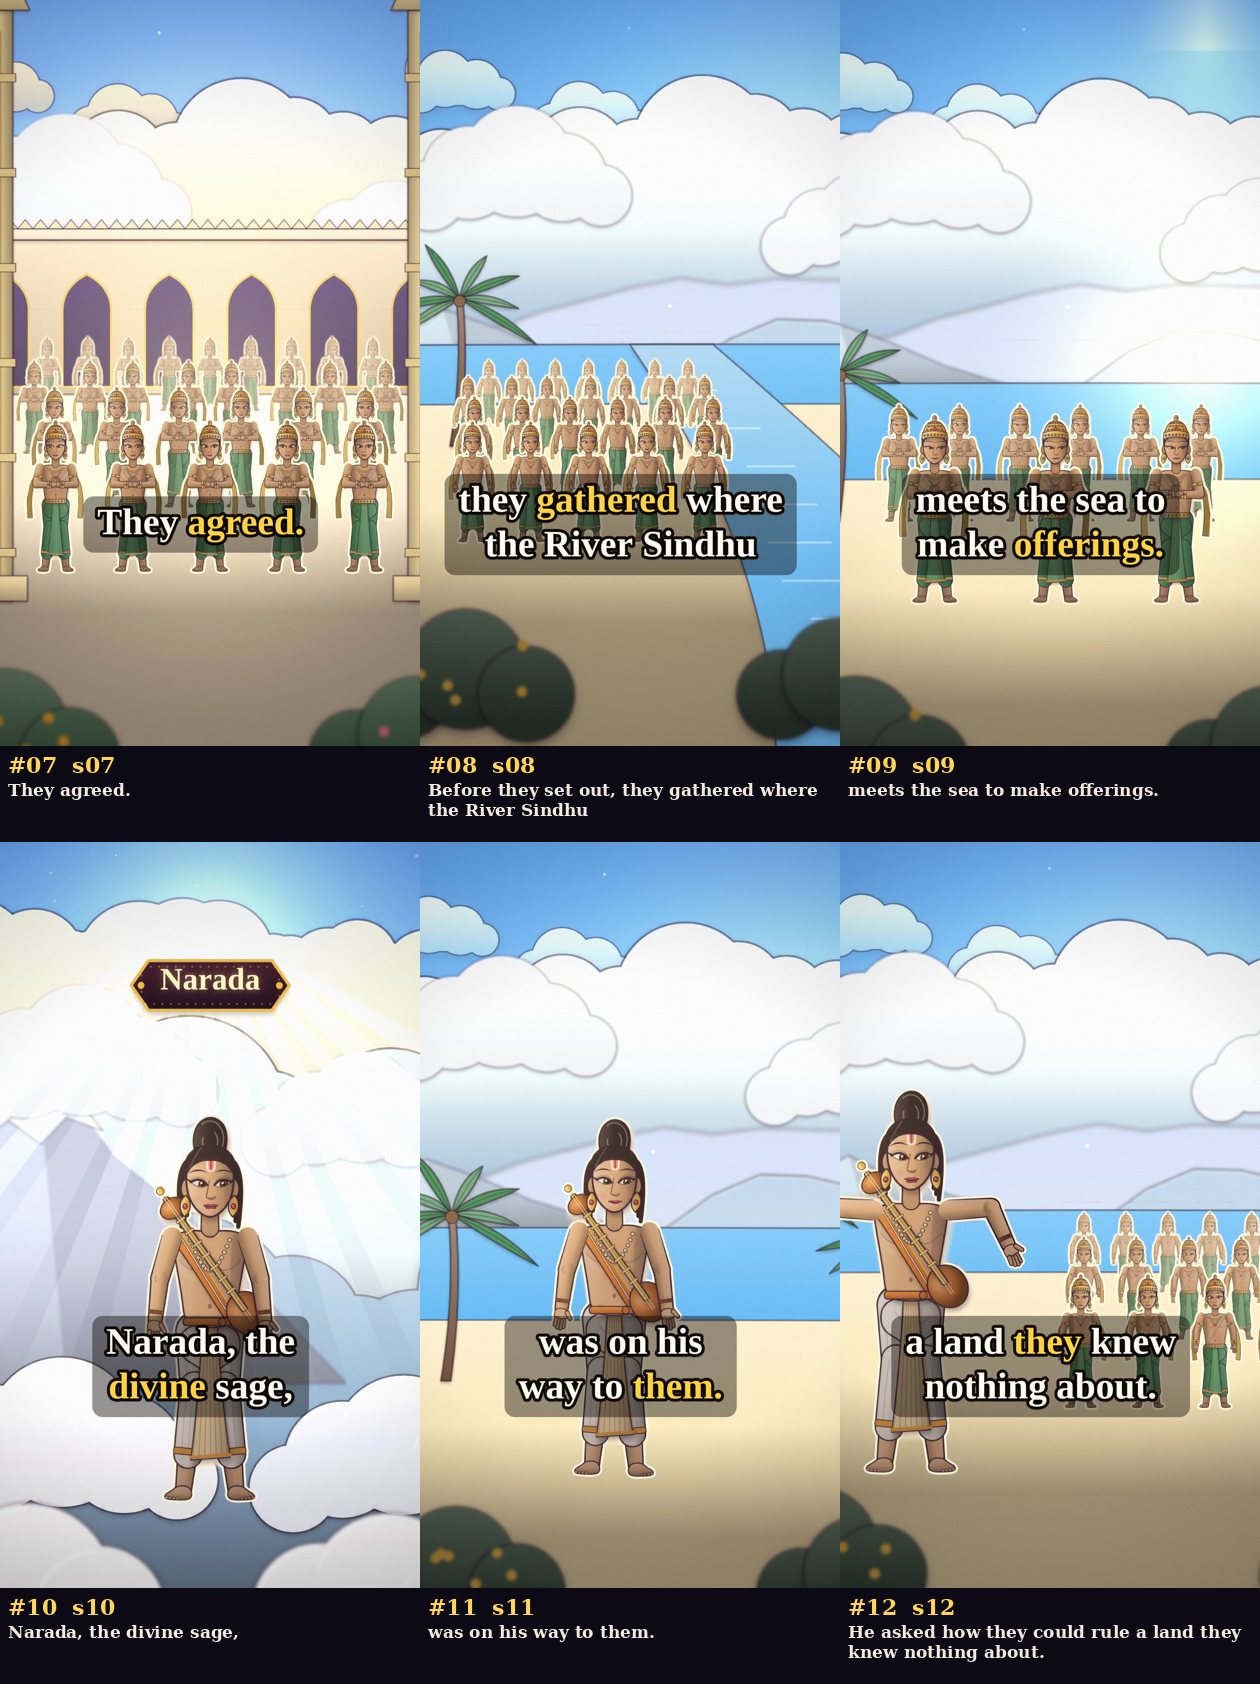 They agreed.
they gathered where
the River Sindhu
meets the sea to
make offerings.
#07 s07
They agreed.
#08 s08
Before they set out, they gathered where
the River Sindhu
#09 s09
meets the sea to make offerings.
Narada
Narada, the
divine sage,
was on his
way to them.
a land they knew
nothing about.
#10 s10
Narada, the divine sage,
#11 s11
was on his way to them.
#12 s12
He asked how they could rule a land they
knew nothing about.